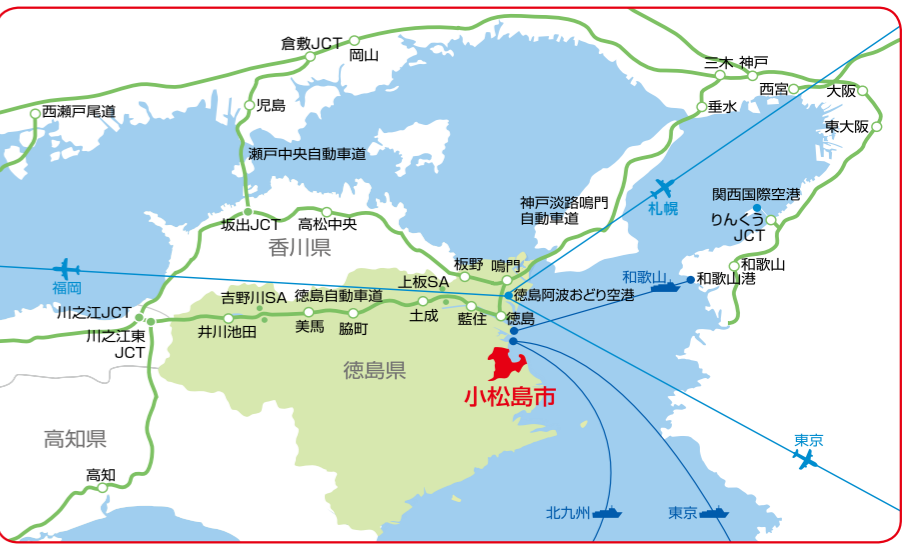 倉敷JCT
岡山
三木
神戸
西宮
大阪
西瀬戸尾道
児島
垂水
東大阪
瀬戸中央自動車道
関西国際空港
神戸淡路鳴門
自動車道
札幌
りんくう
JCT
坂出JCT
高松中央
香川県
板野
鳴門
和歌山
和歌山
和歌山港
福岡
上板SA
徳島阿波おどり空港
吉野川SA
徳島自動車道
川之江JCT
川之江東
JCT
井川池田
美馬
脇町
土成
藍住
徳島
徳島県
小松島市
高知県
東京
高知
北九州
東京